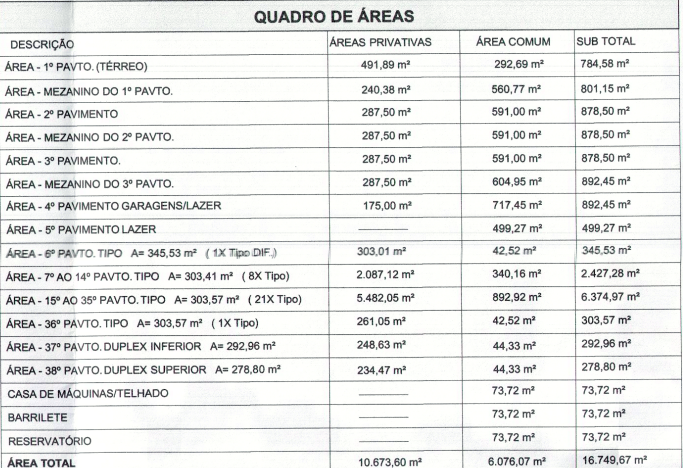 QUADRO DE ÁREAS
DESCRIÇÃO ÁREAS PRIVATIVAS ÁREA COMUM SUB TOTAL
ÁREA - 1º PAVTO. (TÉRREO) 491,89 m² 292,69 m² 784,58 m²
ÁREA - MEZANINO DO 1º PAVTO. 240,38 m² 560,77 m² 801,15 m²
ÁREA - 2º PAVIMENTO 287,50 m² 591,00 m² 878,50 m²
ÁREA - MEZANINO DO 2º PAVTO. 287,50 m² 591,00 m² 878,50 m²
ÁREA - 3º PAVIMENTO. 287,50 m² 591,00 m² 878,50 m²
ÁREA - MEZANINO DO 3º PAVTO. 287,50 m² 604,95 m² 892,45 m²
ÁREA - 4º PAVIMENTO GARAGENS/LAZER 175,00 m² 717,45 m² 892,45 m²
ÁREA - 5º PAVIMENTO LAZER 499,27 m² 499,27 m²
ÁREA - 6º PAVTO. TIPO A= 345,53 m² ( 1X Tipo DIF.) 303,01 m² 42,52 m² 345,53 m²
ÁREA - 7º AO 14º PAVTO. TIPO A= 303,41 m² ( 8X Tipo) 2.087,12 m² 340,16 m² 2.427,28 m²
ÁREA - 15º AO 35º PAVTO. TIPO A= 303,57 m² ( 21X Tipo) 5.482,05 m² 892,92 m² 6.374,97 m²
ÁREA - 36º PAVTO. TIPO A= 303,57 m² ( 1X Tipo) 261,05 m² 42,52 m² 303,57 m²
ÁREA - 37º PAVTO. DUPLEX INFERIOR A= 292,96 m² 248,63 m² 44,33 m² 292,96 m²
ÁREA - 38º PAVTO. DUPLEX SUPERIOR A= 278,80 m² 234,47 m² 44,33 m² 278,80 m²
CASA DE MÁQUINAS/TELHADO 73,72 m² 73,72 m²
BARRILETE 73,72 m² 73,72 m²
RESERVATÓRIO 73,72 m² 73,72 m²
ÁREA TOTAL 10.673,60 m² 6.076,07 m² 16.749,67 m²